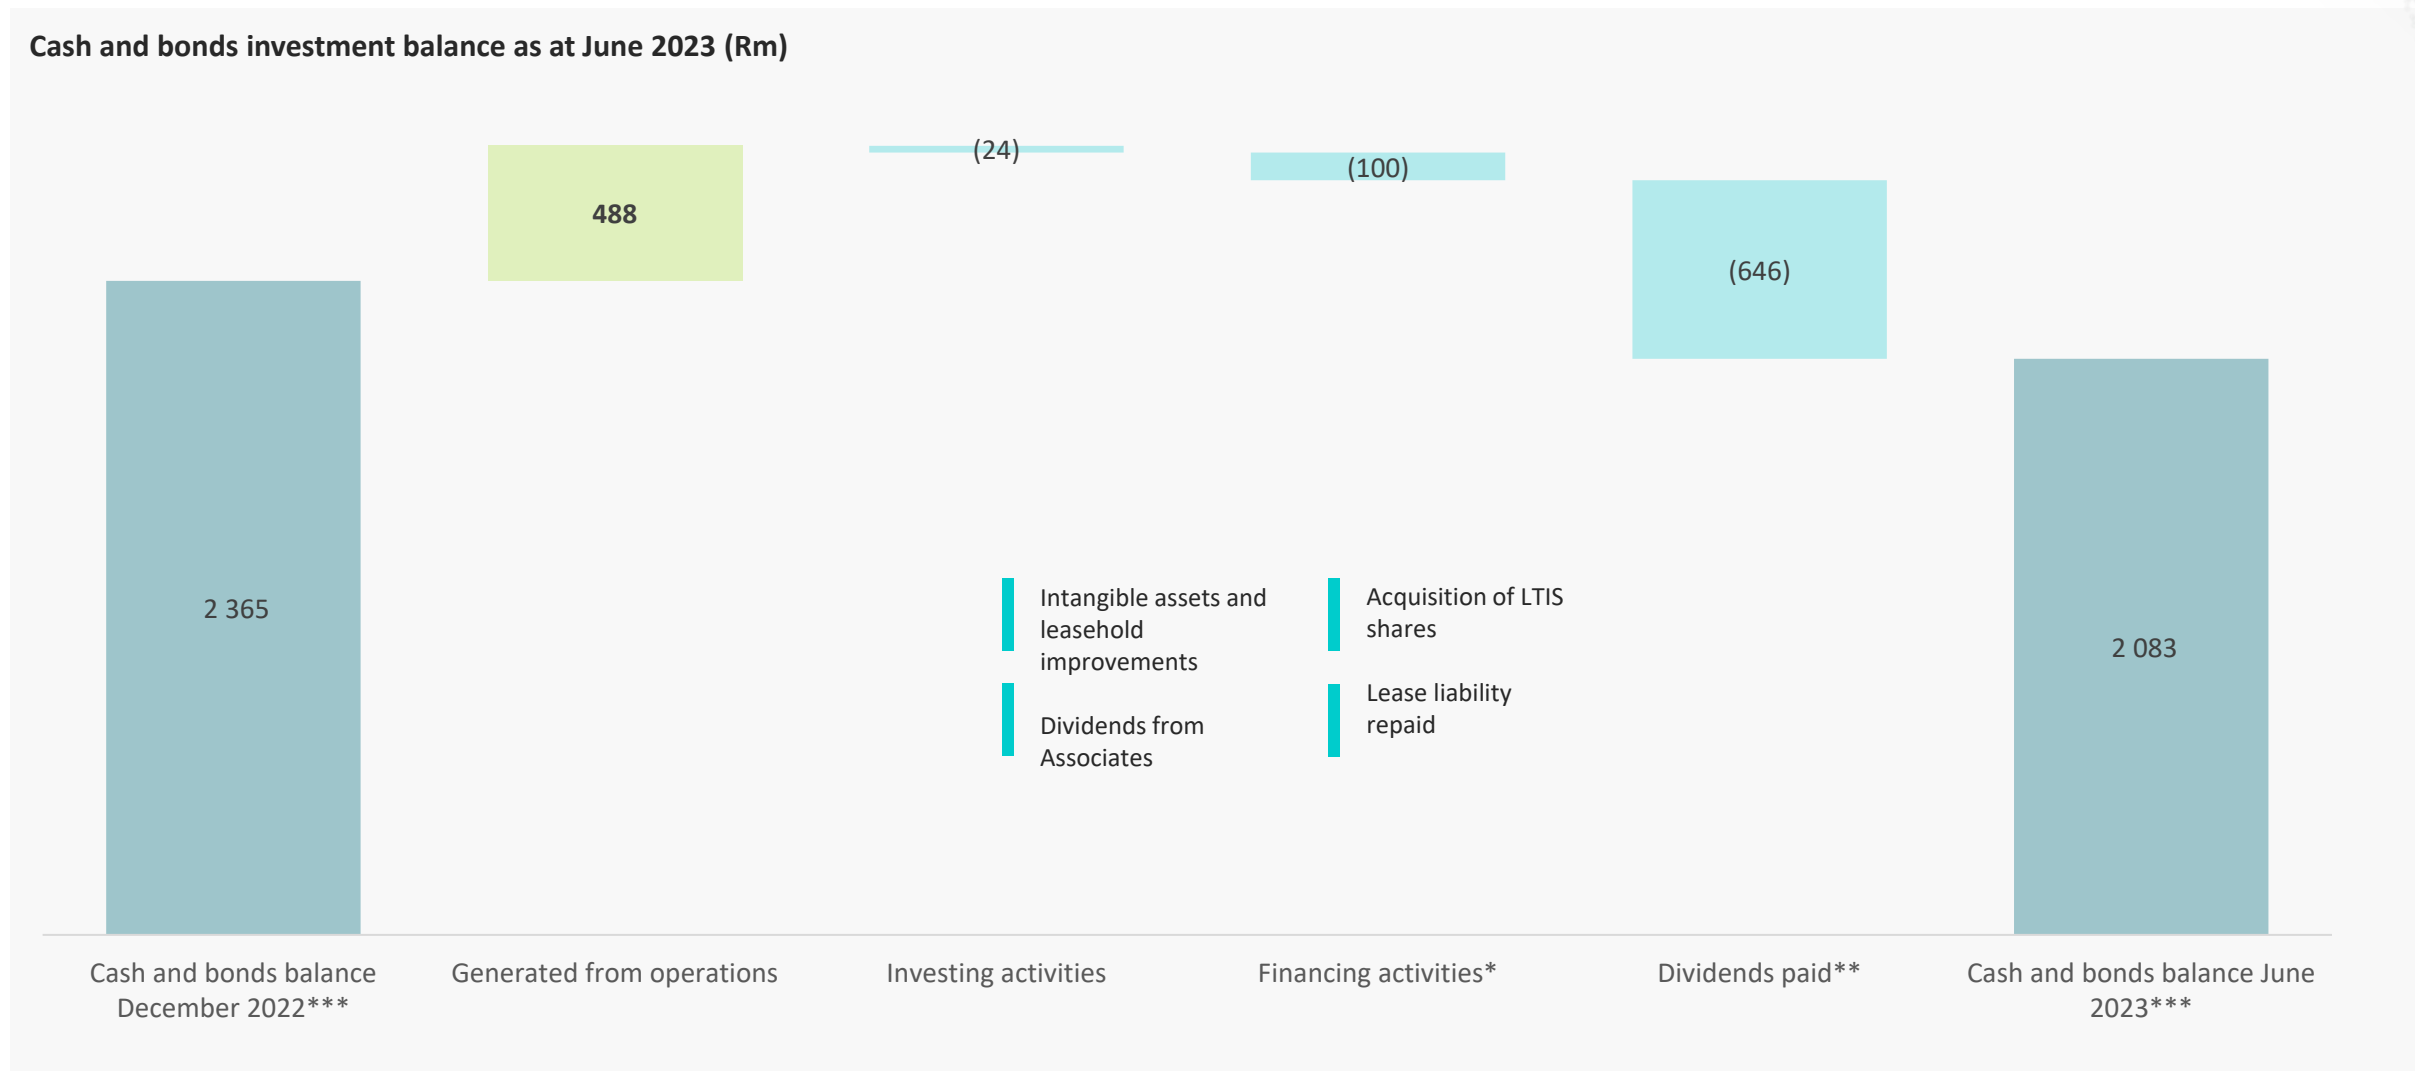 Cash and bonds investment balance as at June 2023 (Rm)
(24)
(100)
488
(646)
2 365
Intangible assets and
leasehold
improvements
Dividends from
Associates
Acquisition of LTIS
shares
Lease liability
repaid
2 083
Cash and bonds balance
December 2022***
Generated from operations
Investing activities
Financing activities*
Dividends paid**
Cash and bonds balance June
2023***